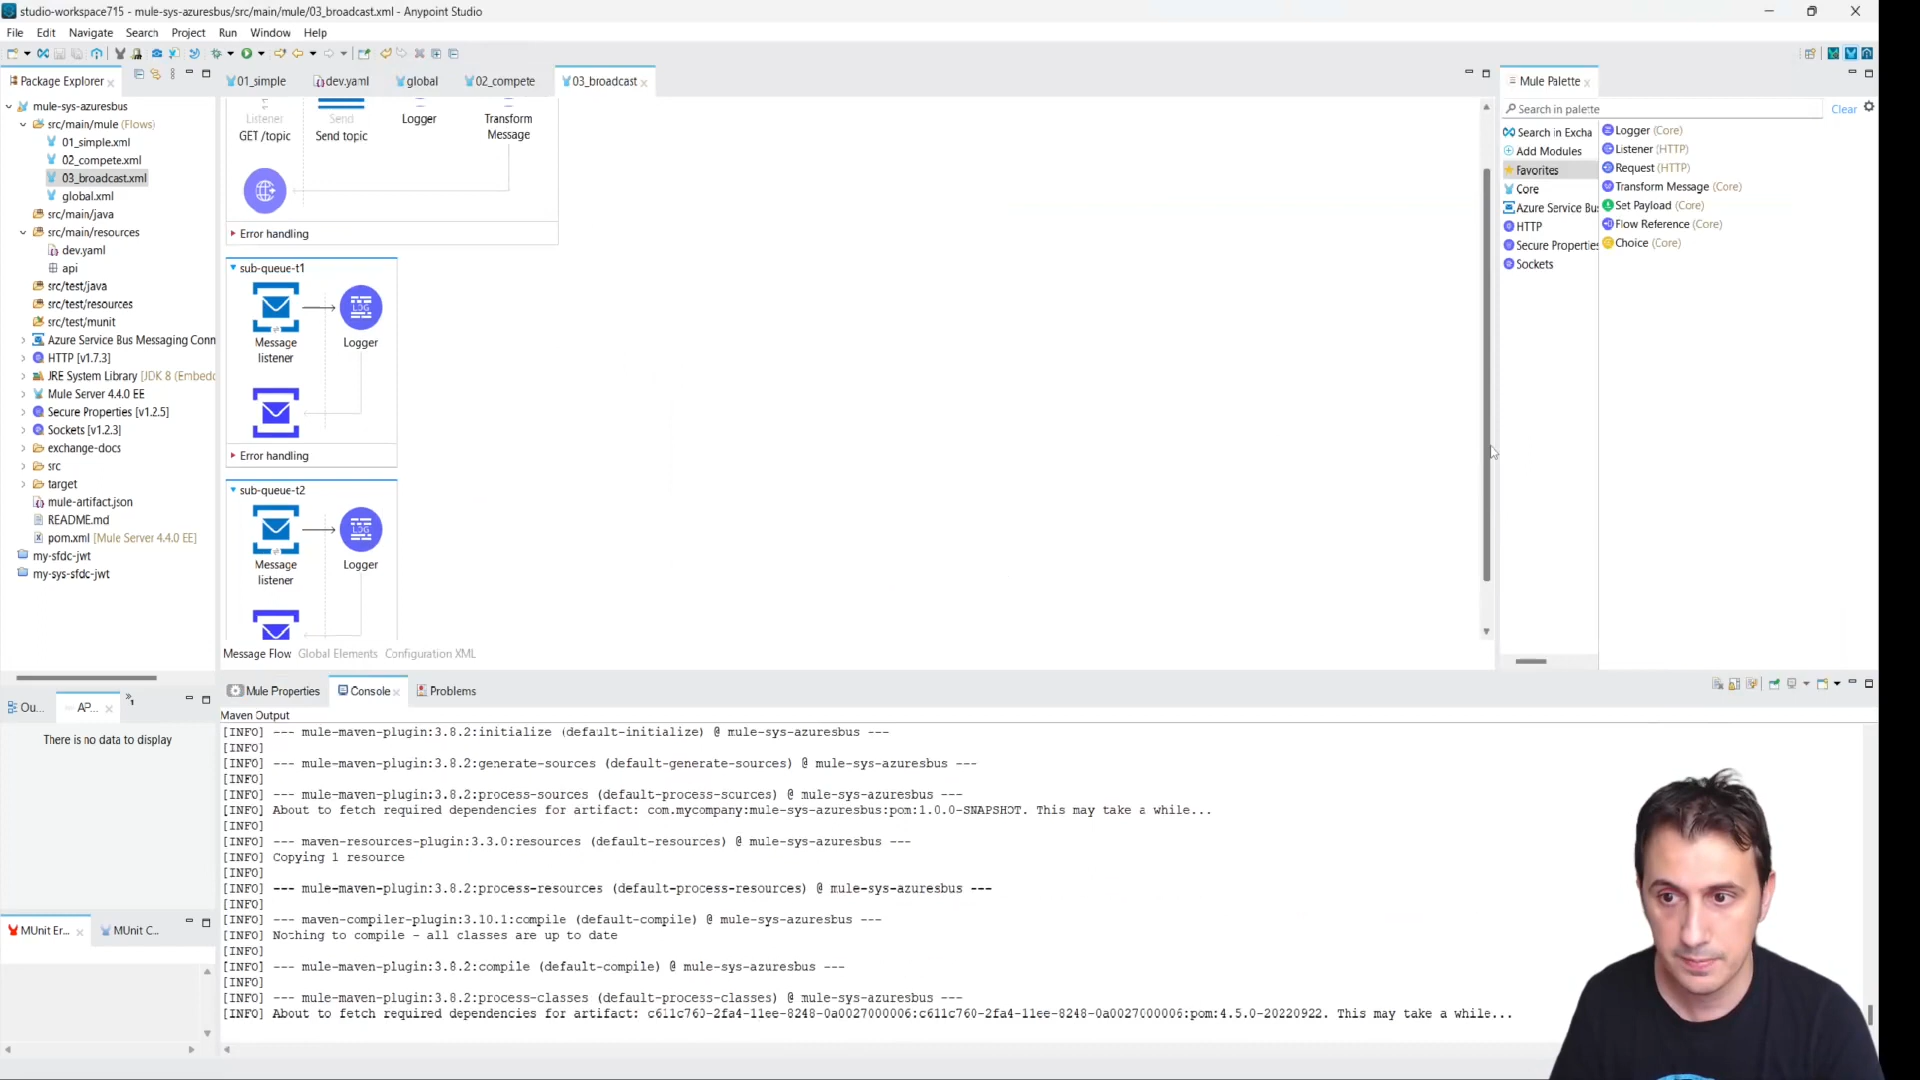 studio-workspace715 - mule-sys-azuresbus/src/main/mule/03_broadcast.xml - Anypoint Studio
File Edit Navigate Search Project Run Window Help
Package Explorer
mule-sys-azuresbus
src/main/mule (Flows)
01_simple.xml
02_compete.xml
03_broadcast.xml
global.xml
src/main/java
src/main/resources
dev.yaml
api
src/test/java
src/test/resources
src/test/munit
Azure Service Bus Messaging Conn
HTTP [v1.7.3]
JRE System Library [JDK 8 (Embedd
Mule Server 4.4.0 EE
Secure Properties [v1.2.5]
Sockets [v1.2.3]
exchange-docs
src
target
mule-artifact.json
README.md
pom.xml [Mule Server 4.4.0 EE]
my-sfdc-jwt
my-sys-sfdc-jwt
01_simple dev.yaml global 02_compete 03_broadcast
Listener
GET /topic
Send
Send topic
Logger
Transform
Message
Error handling
sub-queue-t1
Message
listener
LOG
Logger
Error handling
sub-queue-t2
Message
listener
LOG
Logger
Message Flow Global Elements Configuration XML
Mule Palette
Search in palette
Clear
Search in Excha
Add Modules
Favorites
Core
Azure Service Bu
HTTP
Secure Properties
Sockets
Logger (Core)
Listener (HTTP)
Request (HTTP)
Transform Message (Core)
Set Payload (Core)
Flow Reference (Core)
Choice (Core)
Ou... AP...
There is no data to display
MUnit Er... MUnit C...
Mule Properties Console Problems
Maven Output
[INFO] --- mule-maven-plugin:3.8.2:initialize (default-initialize) @ mule-sys-azuresbus ---
[INFO]
[INFO] --- mule-maven-plugin:3.8.2:generate-sources (default-generate-sources) @ mule-sys-azuresbus ---
[INFO]
[INFO] --- mule-maven-plugin:3.8.2:process-sources (default-process-sources) @ mule-sys-azuresbus ---
[INFO] About to fetch required dependencies for artifact: com.mycompany:mule-sys-azuresbus:pom:1.0.0-SNAPSHOT. This may take a while...
[INFO]
[INFO] --- maven-resources-plugin:3.3.0:resources (default-resources) @ mule-sys-azuresbus ---
[INFO] Copying 1 resource
[INFO]
[INFO] --- mule-maven-plugin:3.8.2:process-resources (default-process-resources) @ mule-sys-azuresbus ---
[INFO]
[INFO] --- maven-compiler-plugin:3.10.1:compile (default-compile) @ mule-sys-azuresbus ---
[INFO] Nothing to compile - all classes are up to date
[INFO]
[INFO] --- mule-maven-plugin:3.8.2:compile (default-compile) @ mule-sys-azuresbus ---
[INFO]
[INFO] --- mule-maven-plugin:3.8.2:process-classes (default-process-classes) @ mule-sys-azuresbus ---
[INFO] About to fetch required dependencies for artifact: c611c760-2fa4-11ee-8248-0a0027000006:c611c760-2fa4-11ee-8248-0a0027000006:pom:4.5.0-20220922. This may take a while...